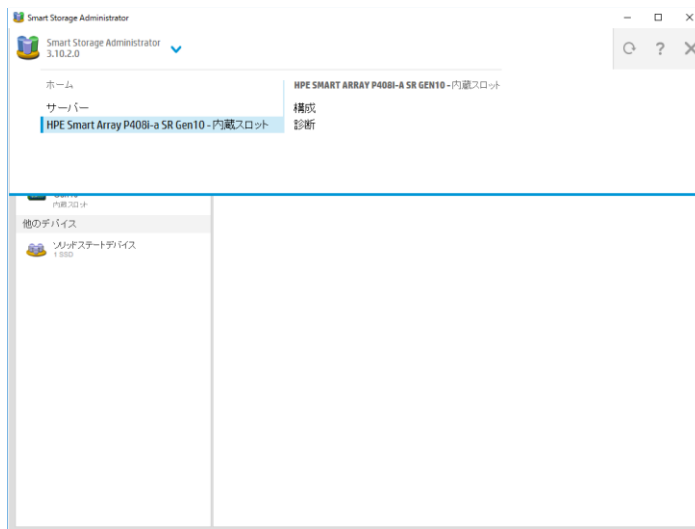 Smart Storage Administrator
Smart Storage Administrator
3.10.2.0
ホーム
サーバー
HPE Smart Array P408i-a SR Gen10 - 内蔵スロット
HPE SMART ARRAY P408I-A SR GEN10 - 内蔵スロット
構成
診断
内蔵スロット
他のデバイス
ソリッドステートデバイス
1 SSD